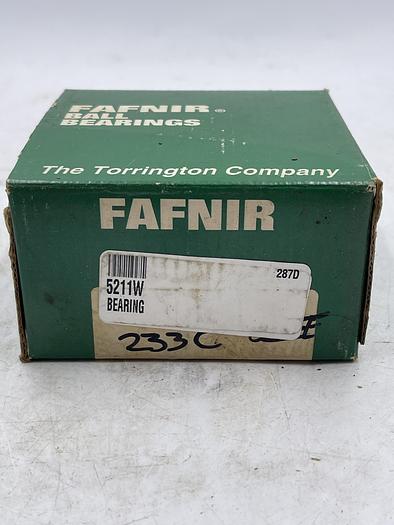 FAFNIR®
BALL
BEARINGS
The Torrington Company
FAFNIR
287D
5211W
BEARING
233C